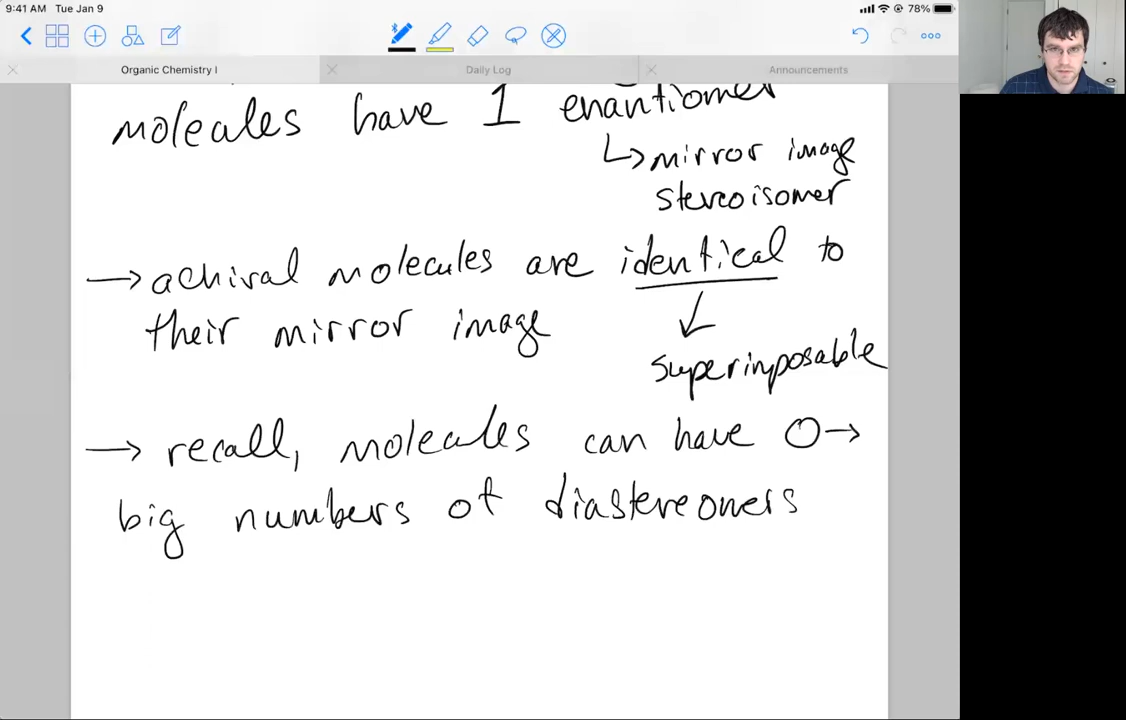 9:41 AM Tue Jan 9
78%
Organic Chemistry I
Daily Log
Announcements
molecules have 1 enantiomer
↳ mirror image
stereoisomer
→ achiral molecules are identical to
their mirror image
superimposable
→ recall, molecules can have 0→
big numbers of diastereoners